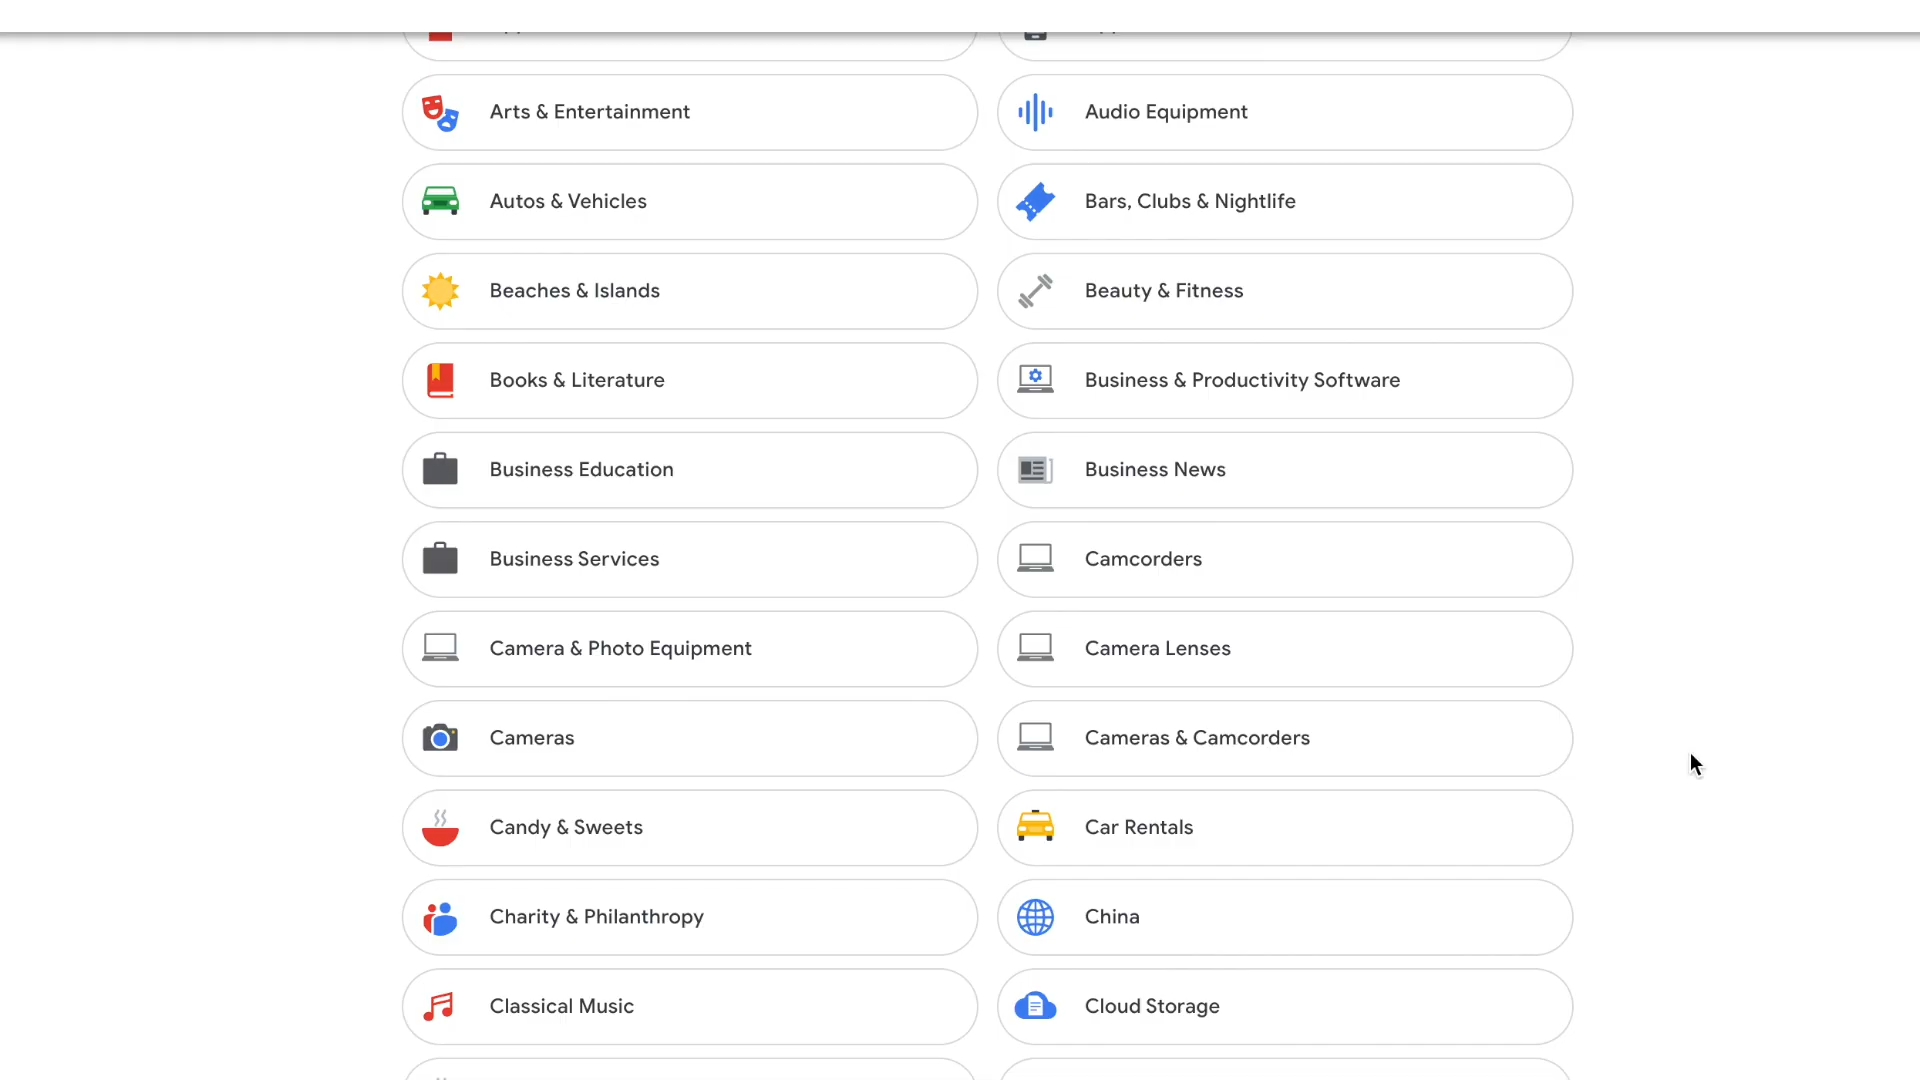 Arts & Entertainment
Audio Equipment
Autos & Vehicles
Bars, Clubs & Nightlife
Beaches & Islands
Beauty & Fitness
Books & Literature
Business & Productivity Software
Business Education
Business News
Business Services
Camcorders
Camera & Photo Equipment
Camera Lenses
Cameras
Cameras & Camcorders
Candy & Sweets
Car Rentals
Charity & Philanthropy
China
Classical Music
Cloud Storage